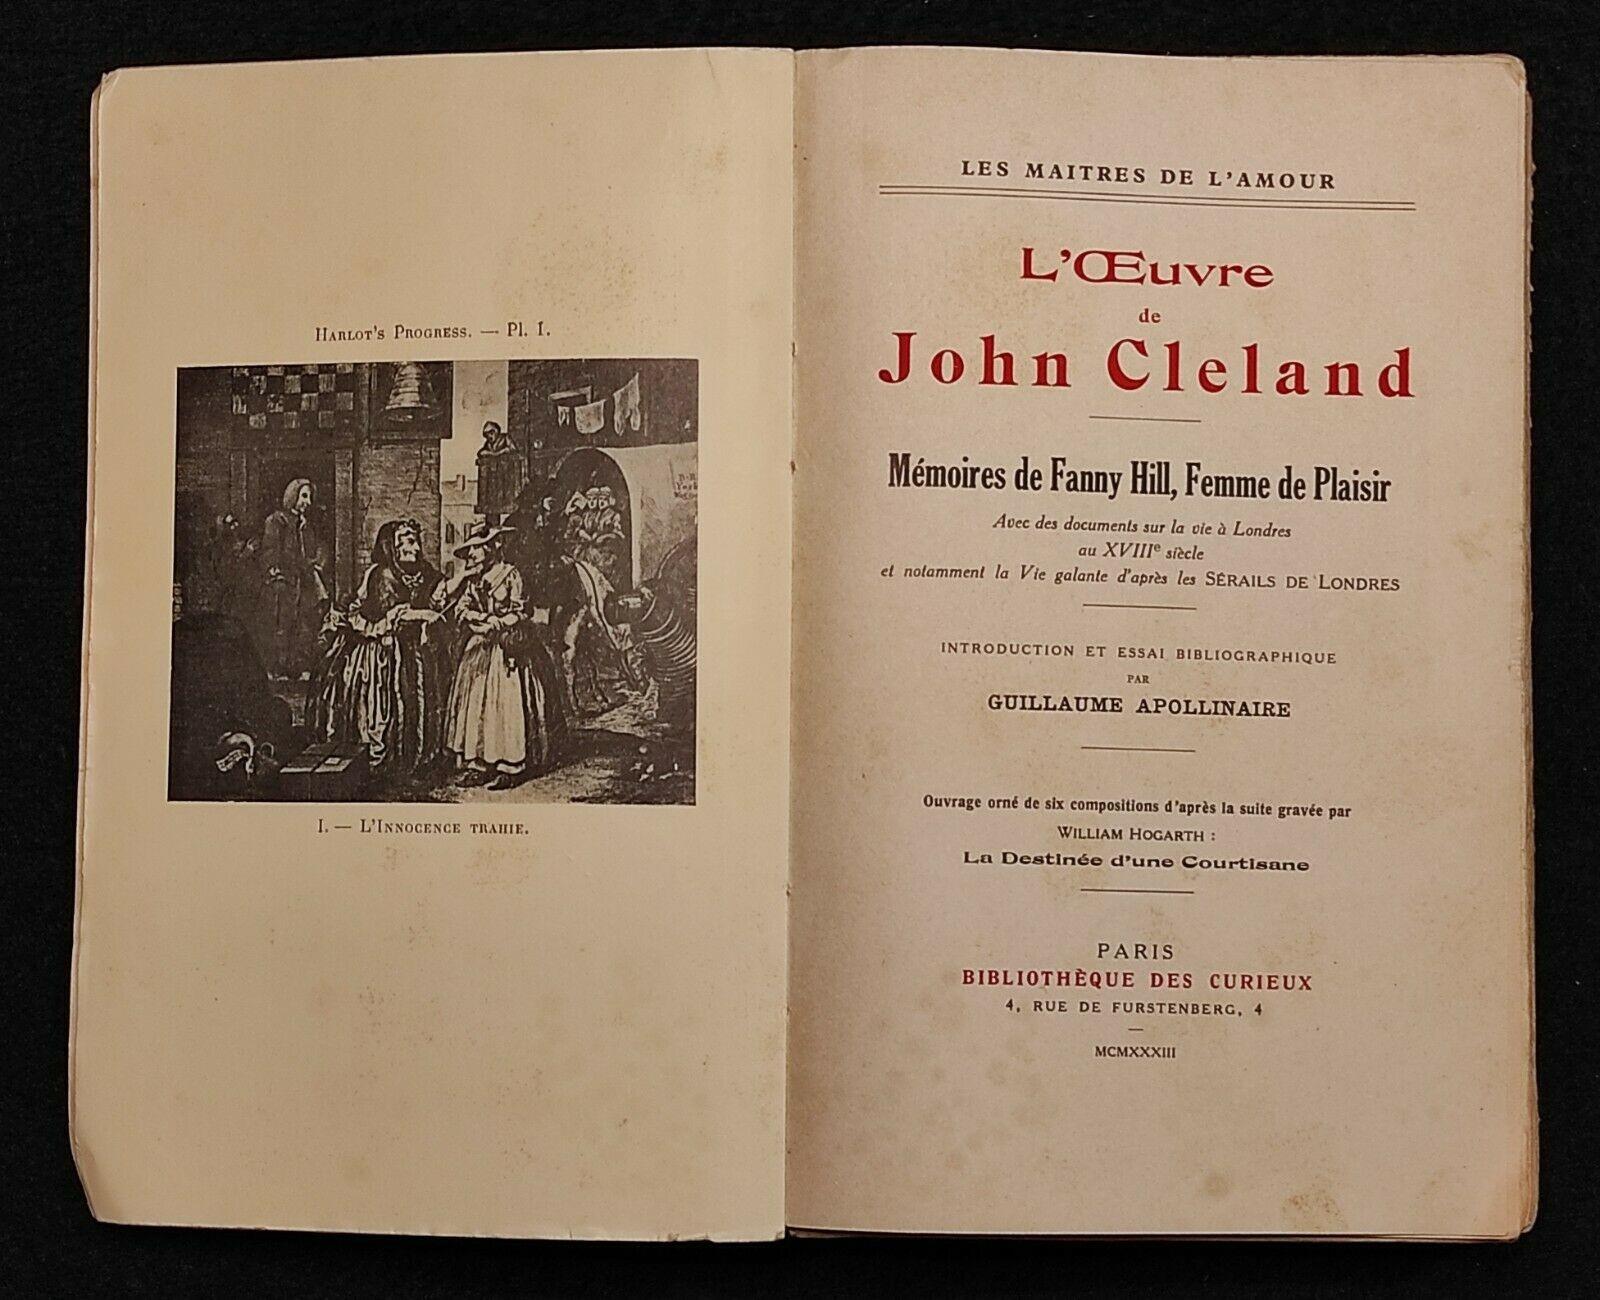 HARLOT'S PROGRESS. — Pl. I.
I. — L'INNOCENCE TRAHIE.
LES MAITRES DE L'AMOUR
L'Œuvre
de
John Cleland
Mémoires de Fanny Hill, Femme de Plaisir
Avec des documents sur la vie à Londres
au XVIIIe siècle
et notamment la Vie galante d'après les SÉRAILS DE LONDRES
INTRODUCTION ET ESSAI BIBLIOGRAPHIQUE
PAR
GUILLAUME APOLLINAIRE
Ouvrage orné de six compositions d'après la suite gravée par
WILLIAM HOGARTH :
La Destinée d'une Courtisane
PARIS
BIBLIOTHÈQUE DES CURIEUX
4, RUE DE FURSTENBERG, 4
MCMXXXIII